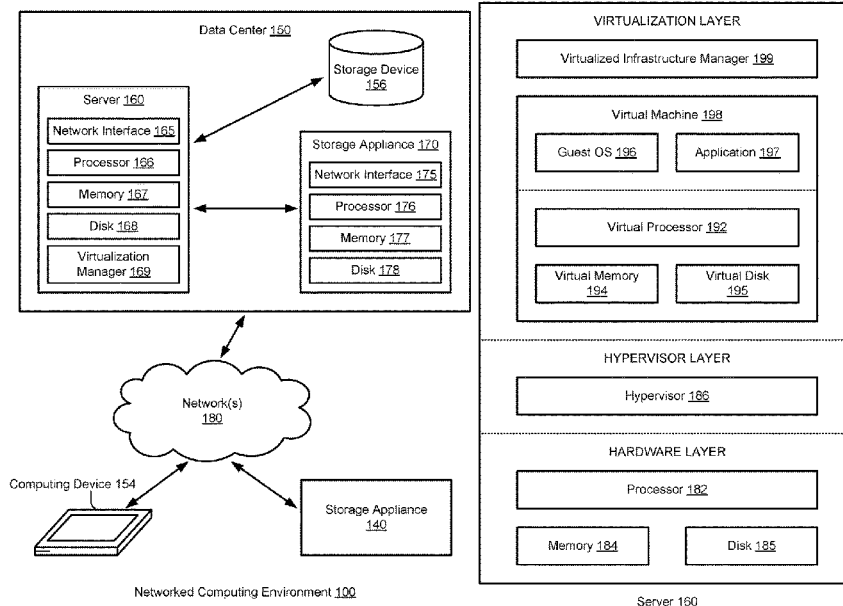 Data Center 150
Storage Device
156
Server 160
Network Interface 165
Processor 166
Memory 167
Disk 168
Virtualization
Manager 169
Storage Appliance
170
Network Interface 175
Processor 176
Memory 177
Disk 178
Network(s)
180
Computing Device 154
Storage Appliance
140
Networked Computing Environment 100
VIRTUALIZATION LAYER
Virtualized Infrastructure Manager 199
Virtual Machine 198
Guest OS 196
Application 197
Virtual Processor 192
Virtual Memory
194
Virtual Disk
195
HYPERVISOR LAYER
Hypervisor 186
HARDWARE LAYER
Processor 182
Memory 184
Disk 185
Server 160